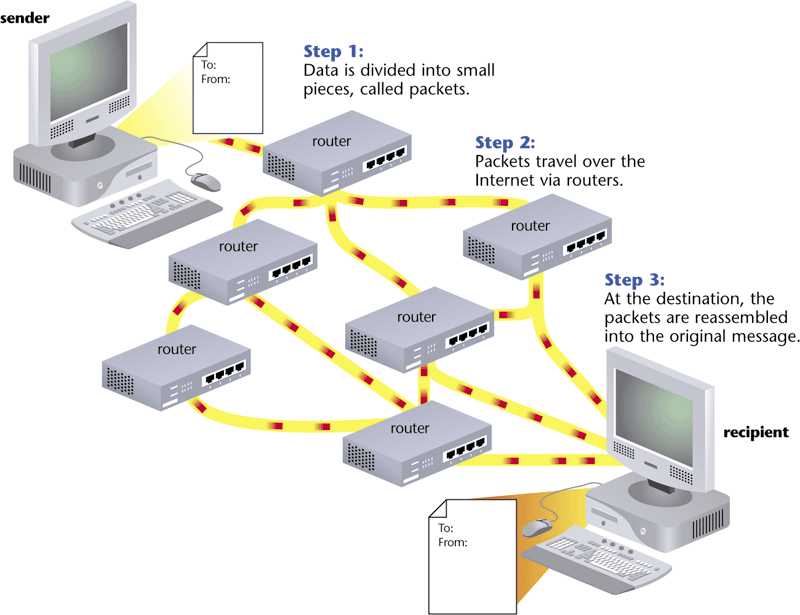 sender
To:
From:
Step 1:
Data is divided into small
pieces, called packets.
router
Step 2:
Packets travel over the
Internet via routers.
router
router
Step 3:
At the destination, the
packets are reassembled
into the original message.
router
router
router
recipient
To:
From: